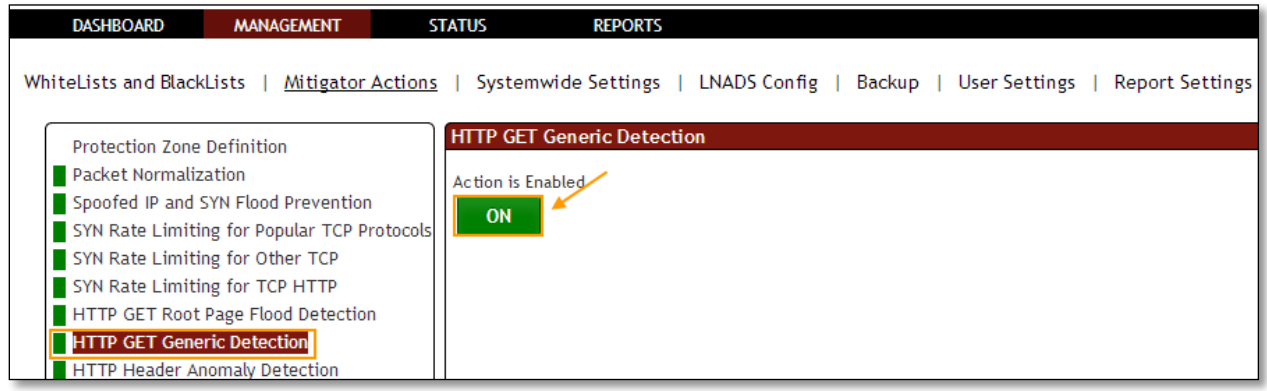 DASHBOARD MANAGEMENT STATUS REPORTS
WhiteLists and BlackLists | Mitigator Actions | Systemwide Settings | LNADS Config | Backup | User Settings | Report Settings
Protection Zone Definition
Packet Normalization
Spoofed IP and SYN Flood Prevention
SYN Rate Limiting for Popular TCP Protocols
SYN Rate Limiting for Other TCP
SYN Rate Limiting for TCP HTTP
HTTP GET Root Page Flood Detection
HTTP GET Generic Detection
HTTP Header Anomaly Detection
HTTP GET Generic Detection
Action is Enabled
ON